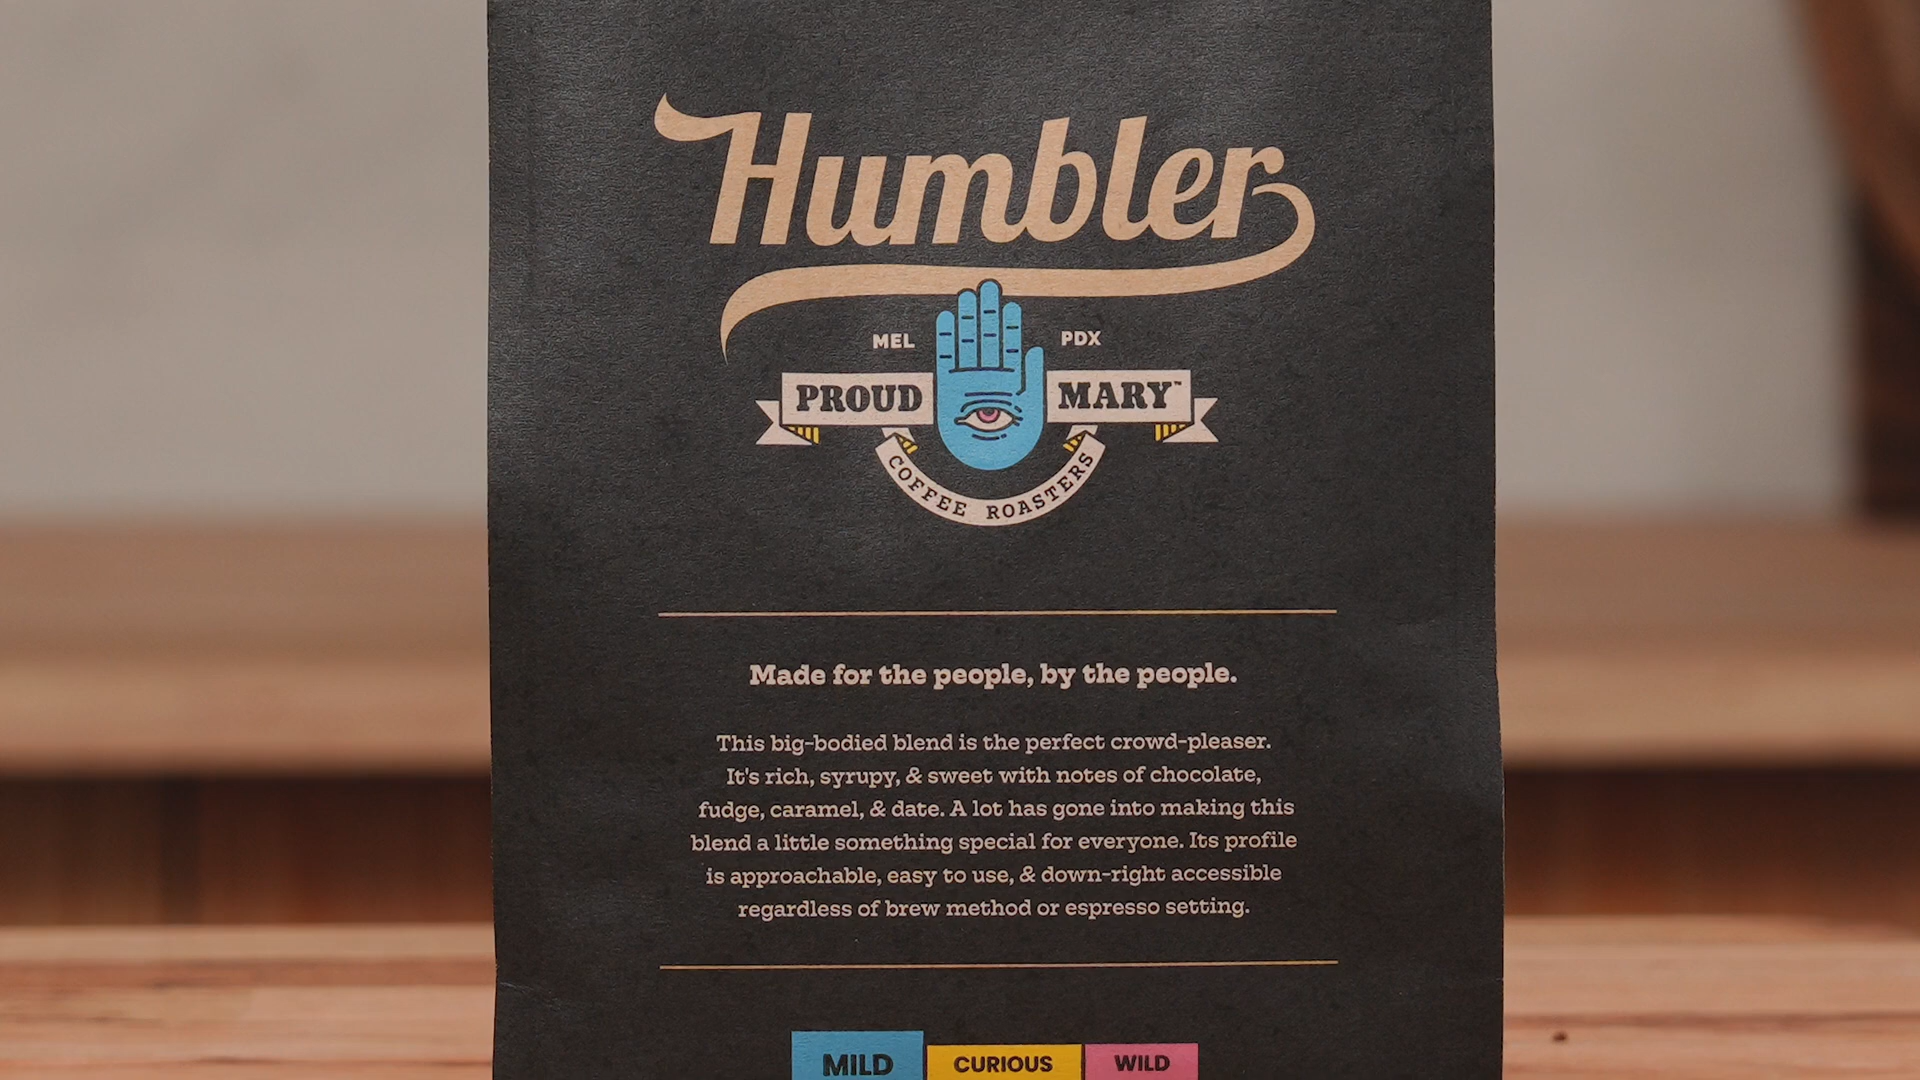 Humbler
MEL PDX
PROUD MARY™
COFFEE ROASTERS
Made for the people, by the people.
This big-bodied blend is the perfect crowd-pleaser.
It's rich, syrupy, & sweet with notes of chocolate,
fudge, caramel, & date. A lot has gone into making this
blend a little something special for everyone. Its profile
is approachable, easy to use, & down-right accessible
regardless of brew method or espresso setting.
MILD CURIOUS WILD